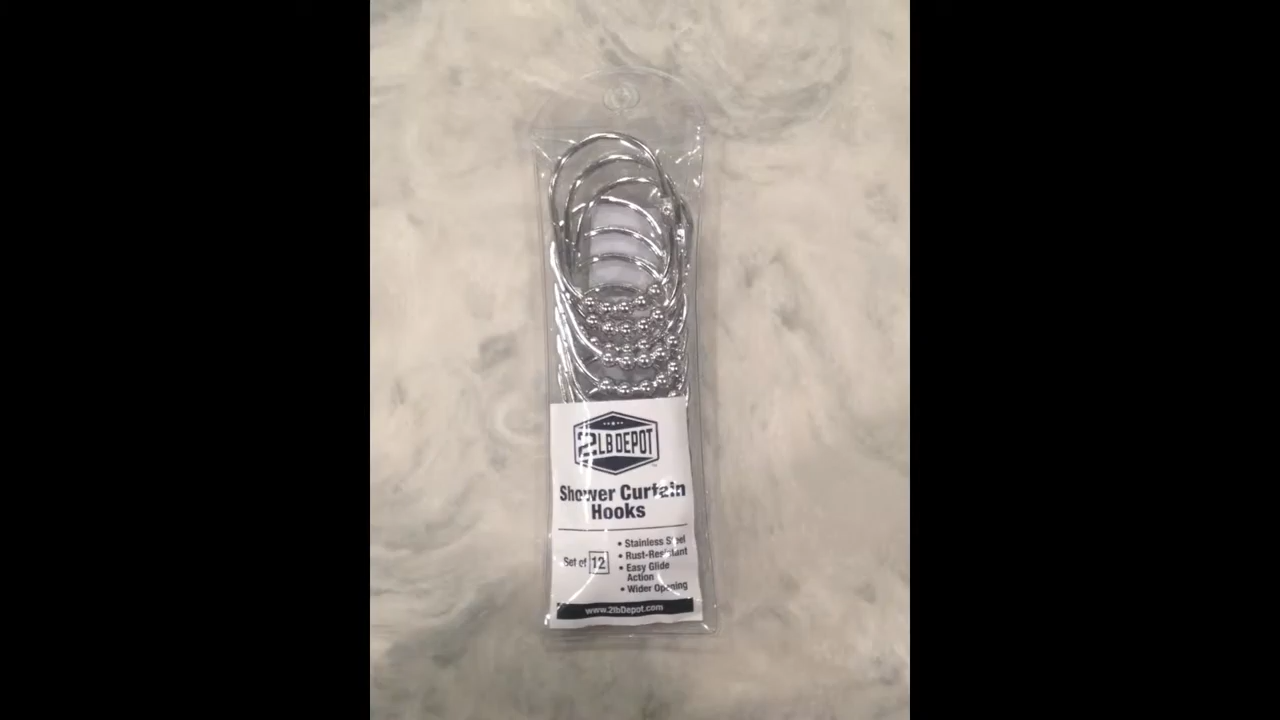 2LB DEPOT
Shower Curtain
Hooks
Set of 12
• Stainless Steel
• Rust-Resistant
• Easy Glide
Action
• Wider Opening
www.2lbDepot.com